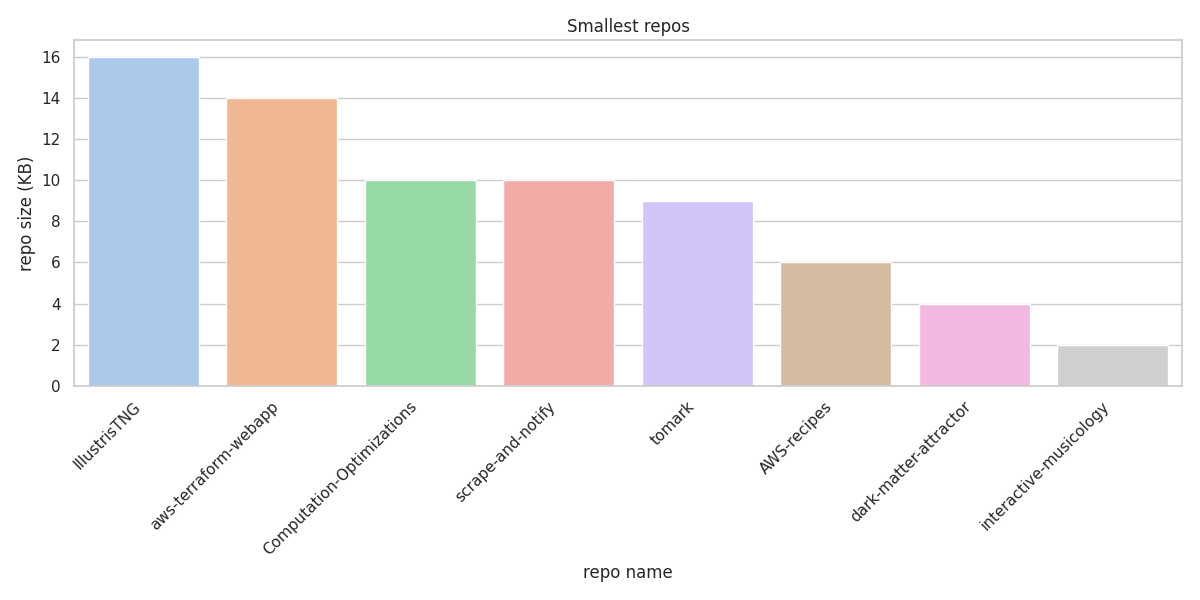 Smallest repos
repo size (KB)
16
14
12
10
8
6
4
2
0
IllustrisTNG
aws-terraform-webapp
Computation-Optimizations
scrape-and-notify
tomark
AWS-recipes
dark-matter-attractor
interactive-musicology
repo name